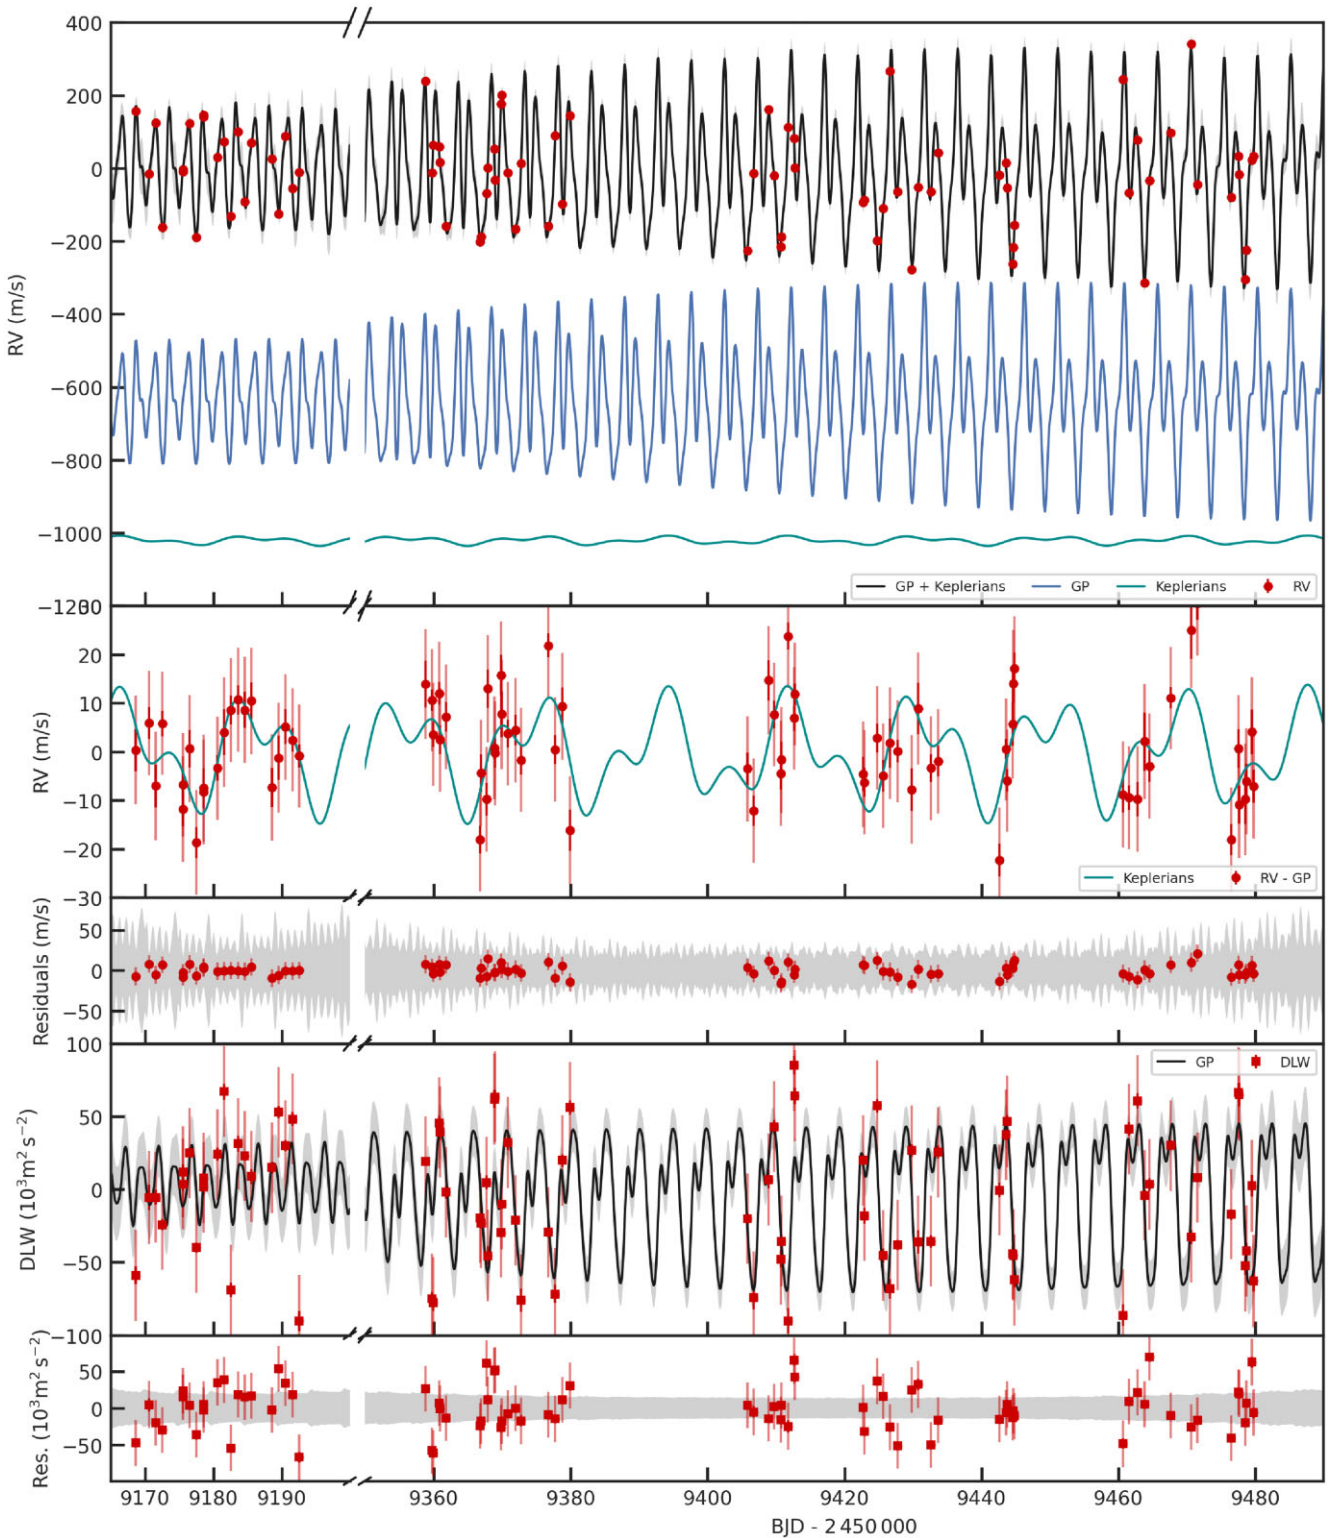 400
200
0
−200
−400
−600
−800
−1000
RV (m/s)
GP + Keplerians GP Keplerians RV
20
10
0
−10
−20
−30
RV (m/s)
Keplerians RV - GP
50
0
−50
Residuals (m/s)
100
50
0
−50
−100
DLW (10³m² s⁻²)
GP DLW
50
0
−50
Res. (10³m² s⁻²)
9170 9180 9190 9360 9380 9400 9420 9440 9460 9480
BJD - 2 450 000